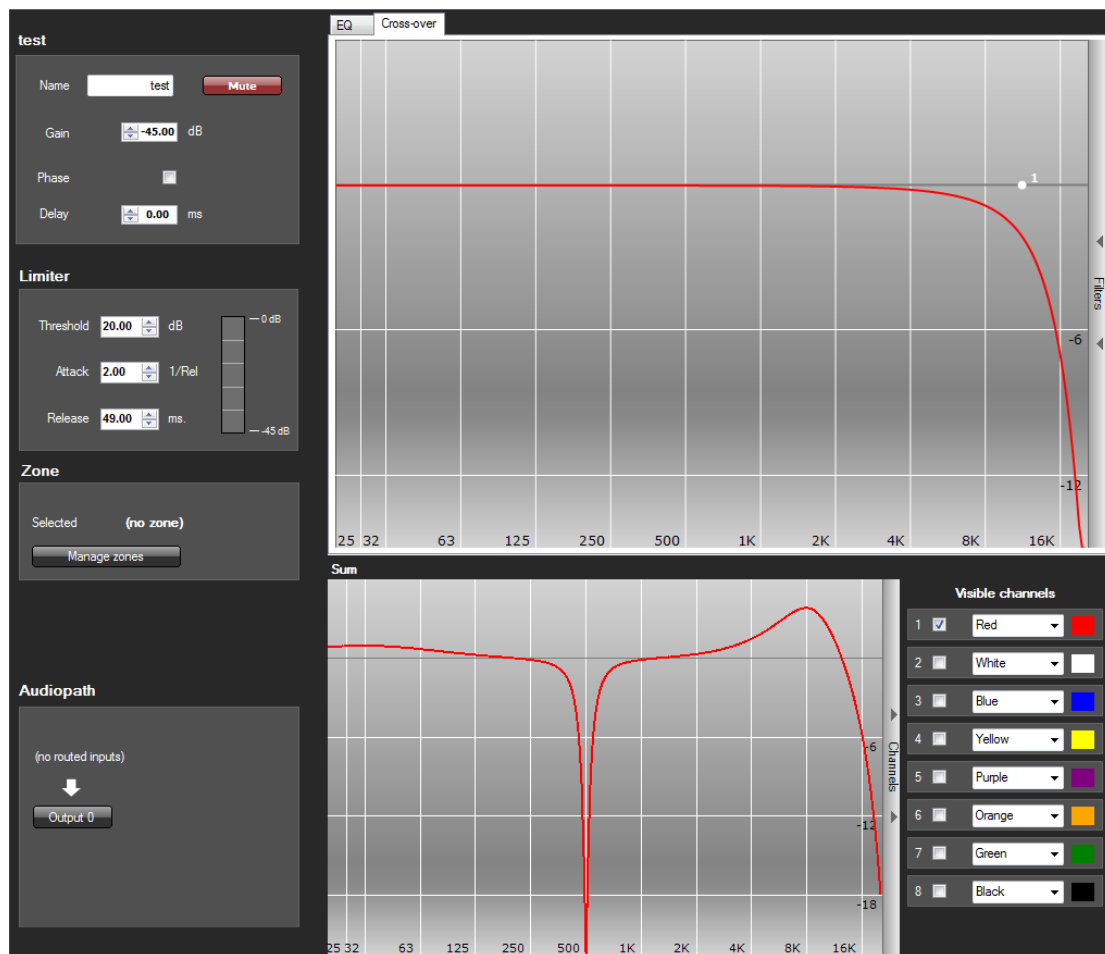 test
Name test Mute
Gain -45.00 dB
Phase
Delay 0.00 ms
Limiter
Threshold 20.00 dB
Attack 2.00 1/Rel
Release 49.00 ms.
0 dB
-45 dB
Zone
Selected (no zone)
Manage zones
Audiopath
(no routed inputs)
Output 0
EQ Cross-over
1
-6
-12
25 32 63 125 250 500 1K 2K 4K 8K 16K
Filters
Sum
-6
-12
-18
25 32 63 125 250 500 1K 2K 4K 8K 16K
Channels
Visible channels
1 Red
2 White
3 Blue
4 Yellow
5 Purple
6 Orange
7 Green
8 Black